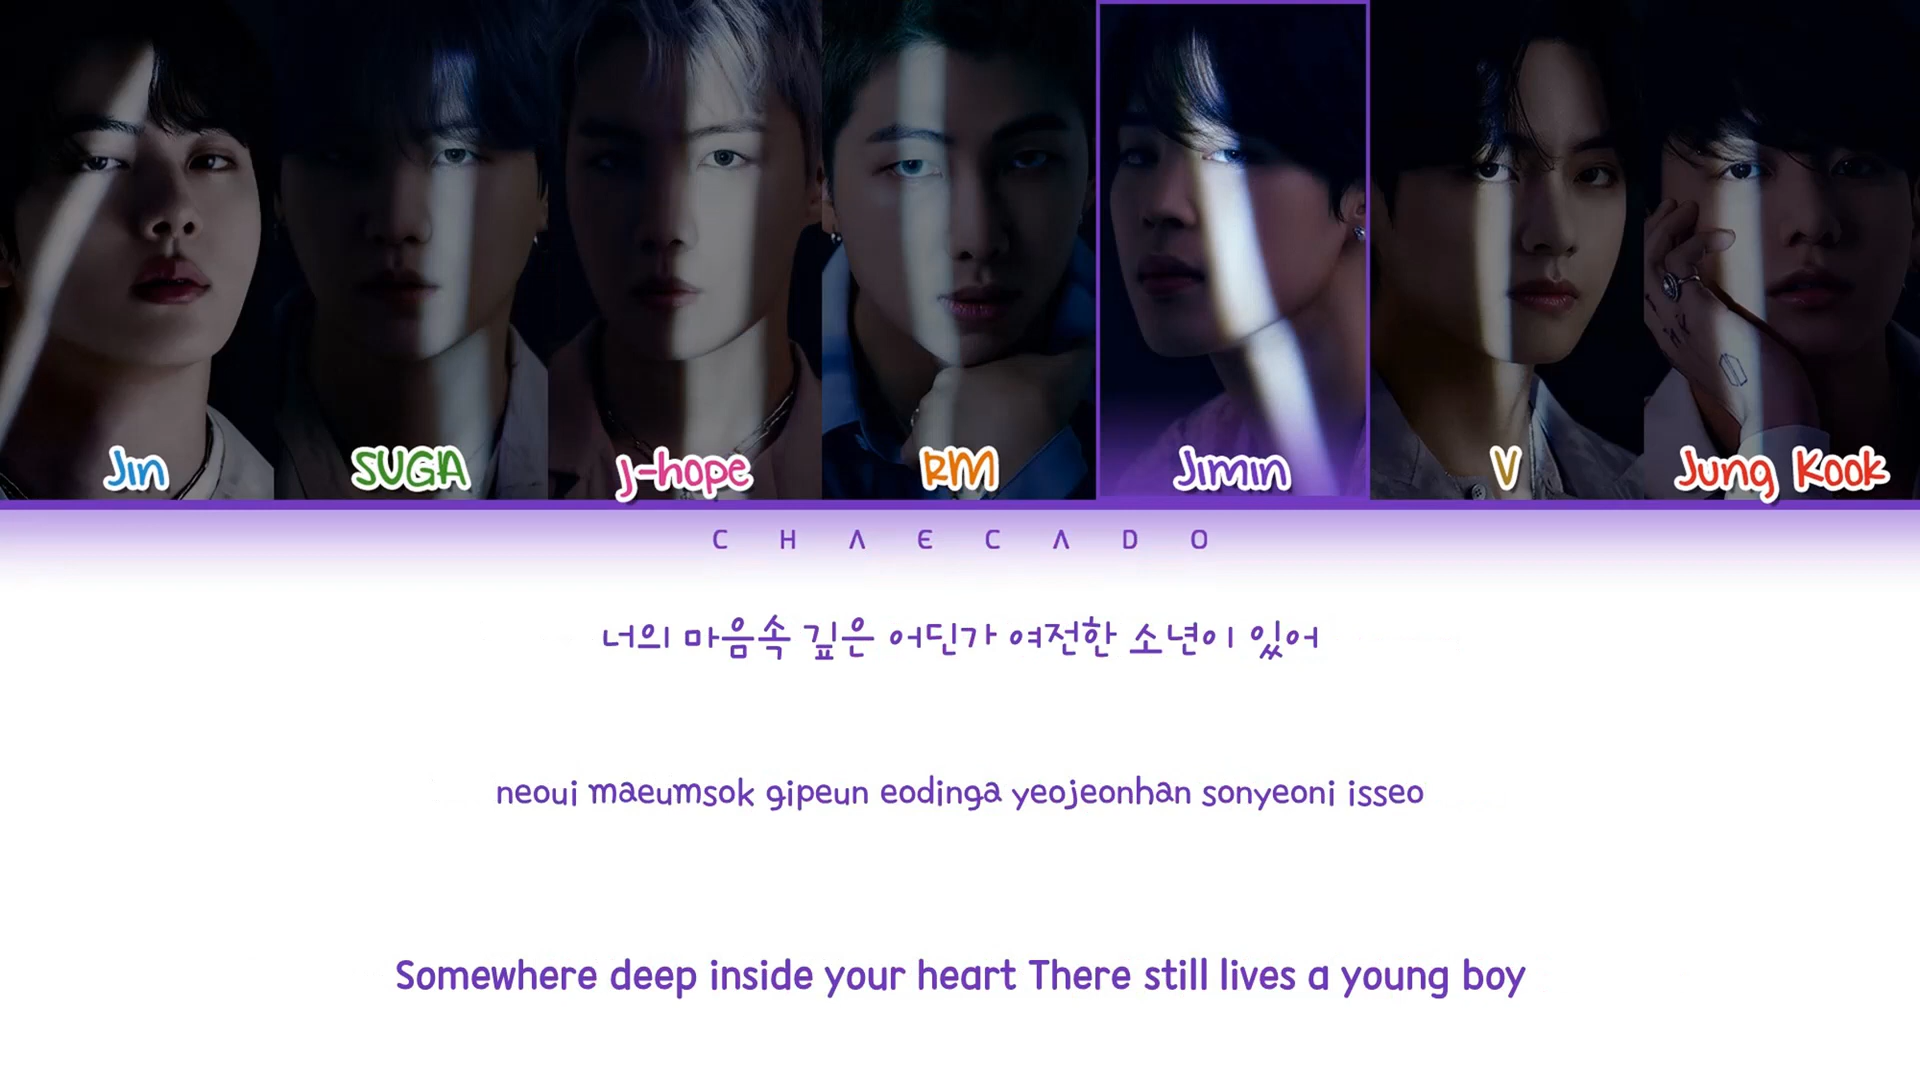 Jin SUGA j-hope RM Jimin V Jung Kook
CHAECADO
너의 마음속 깊은 어딘가 여전한 소년이 있어
neoui maeumsok gipeun eodinga yeojeonhan sonyeoni isseo
Somewhere deep inside your heart There still lives a young boy